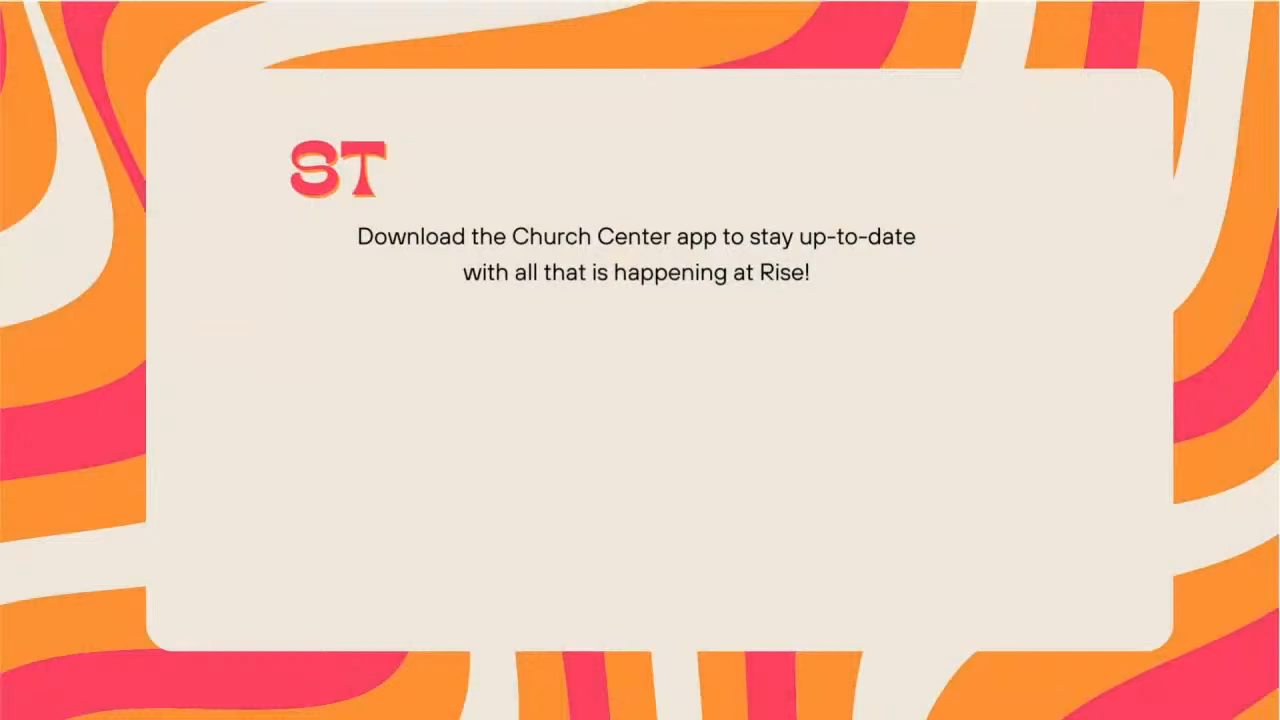 ST
Download the Church Center app to stay up-to-date
with all that is happening at Rise!